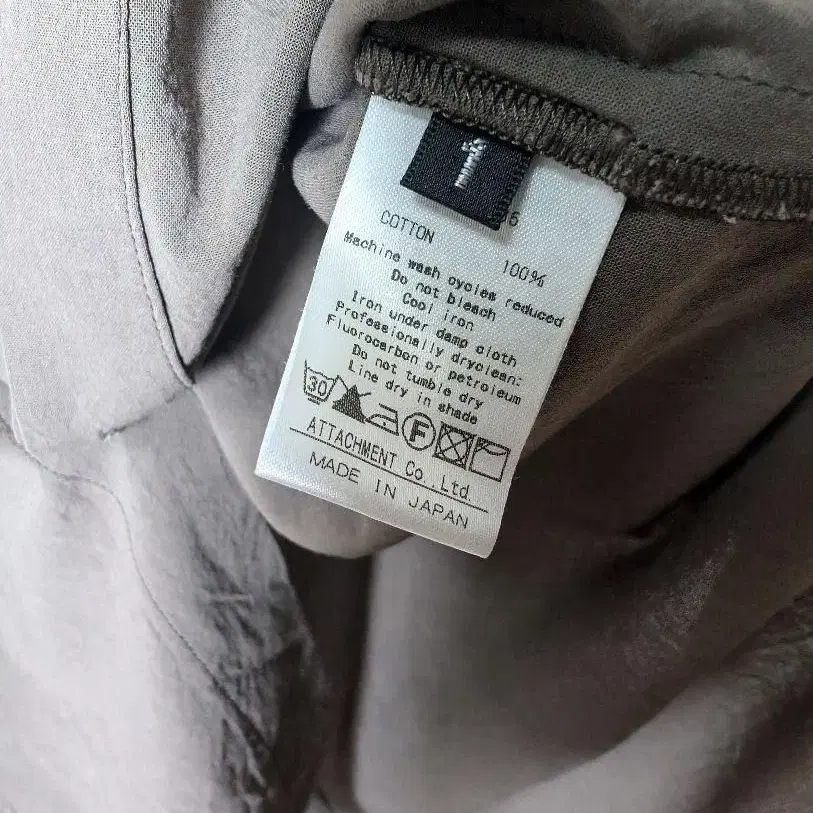 1
COTTON
100%
Machine wash cycles reduced
Do not bleach
Cool iron
Iron under damp cloth
Professionally dryclean:
Fluorocarbon or petroleum
Do not tumble dry
Line dry in shade
30 F
ATTACHMENT Co.,Ltd.
MADE IN JAPAN